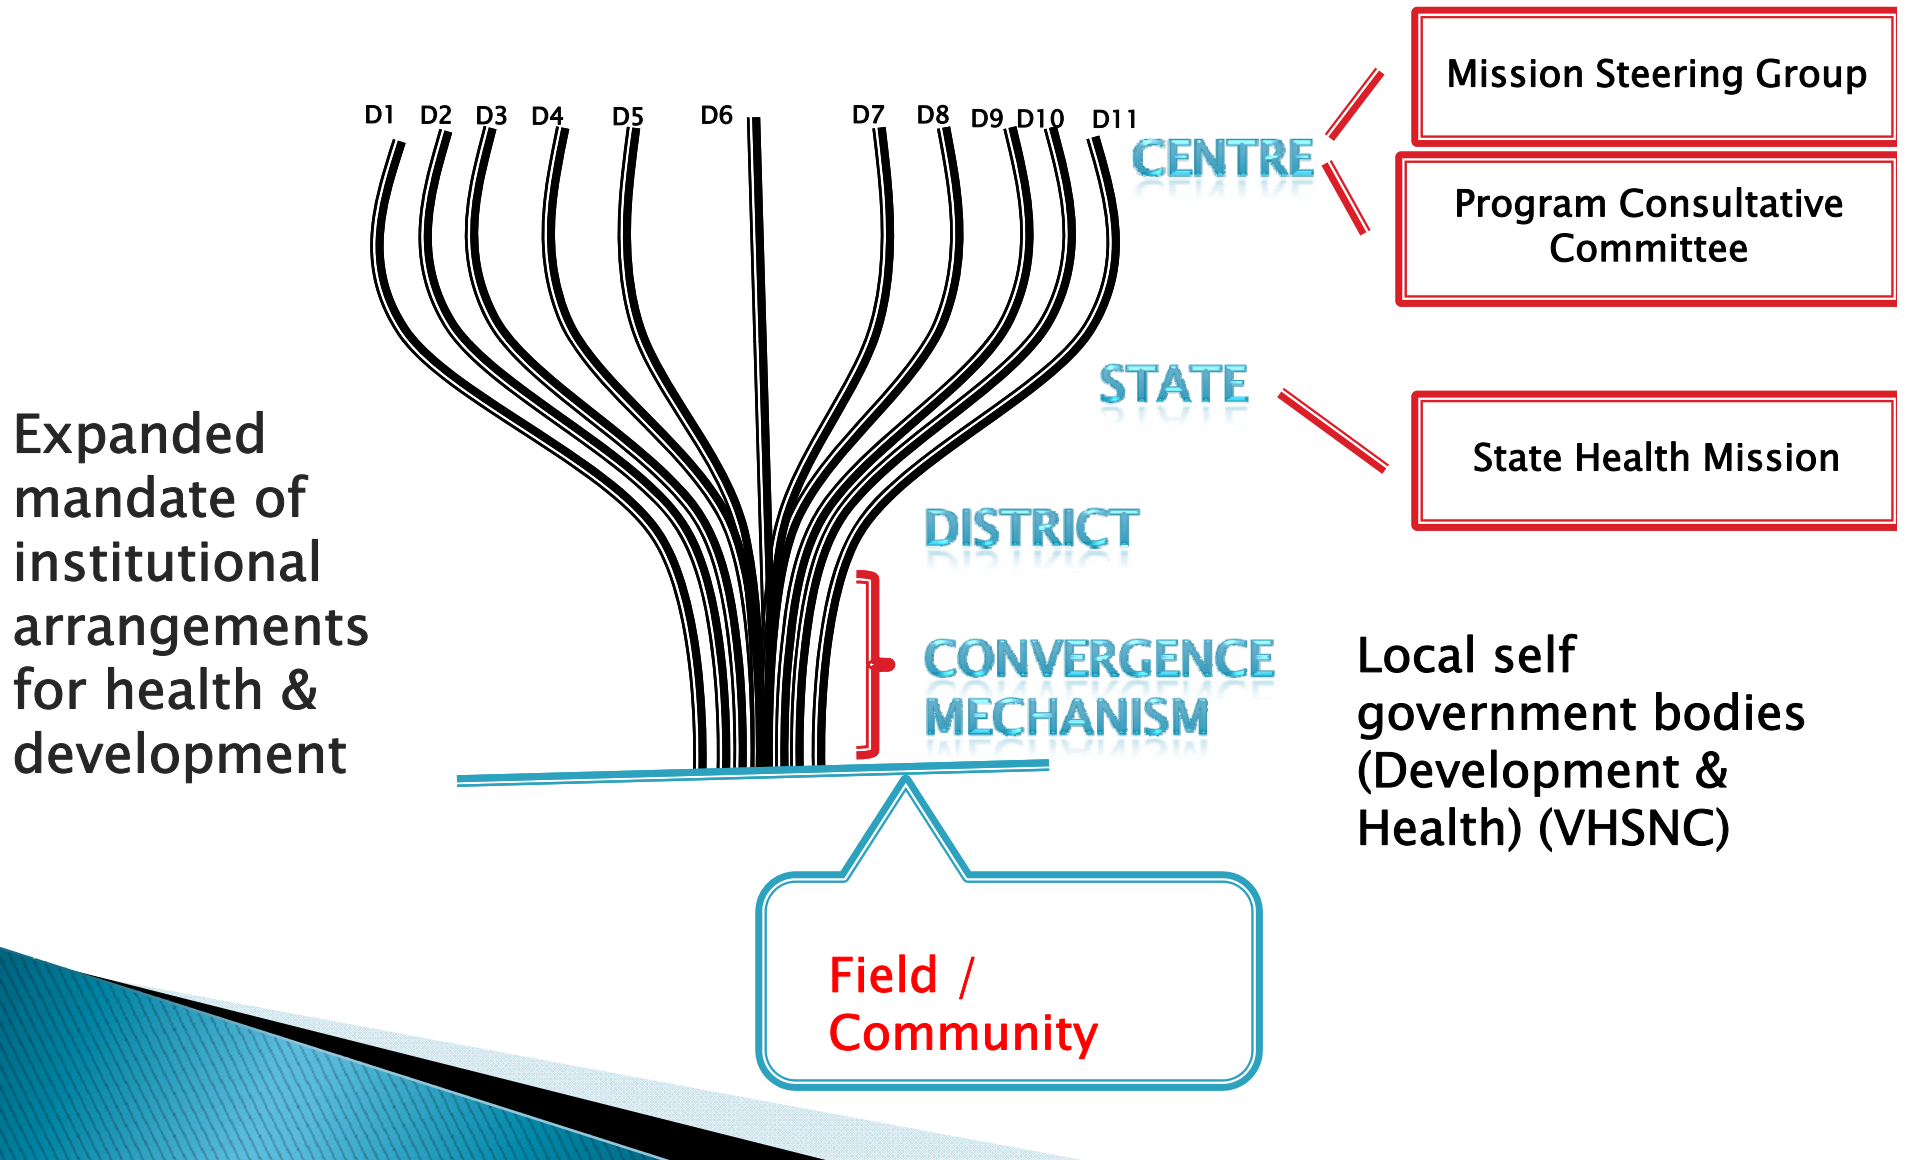 D1 D2 D3 D4 D5 D6 D7 D8 D9 D10 D11
CENTRE
Mission Steering Group
Program Consultative
Committee
STATE
State Health Mission
Expanded
mandate of
institutional
arrangements
for health &
development
DISTRICT
CONVERGENCE
MECHANISM
Local self
government bodies
(Development &
Health) (VHSNC)
Field /
Community